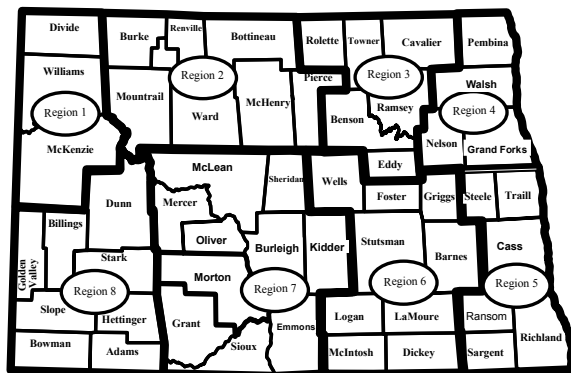 Divide
Burke
Renville
Bottineau
Rolette
Towner
Cavalier
Pembina
Williams
Region 1
McKenzie
Mountrail
Region 2
Ward
McHenry
Pierce
Region 3
Benson
Ramsey
Walsh
Region 4
Nelson
Grand Forks
Eddy
McLean
Sheridan
Wells
Foster
Griggs
Steele
Traill
Dunn
Mercer
Billings
Golden
Valley
Oliver
Burleigh
Kidder
Stutsman
Barnes
Cass
Stark
Morton
Region 8
Region 7
Region 6
Region 5
Slope
Hettinger
Grant
Emmons
Logan
LaMoure
Ransom
Richland
Bowman
Adams
Sioux
McIntosh
Dickey
Sargent